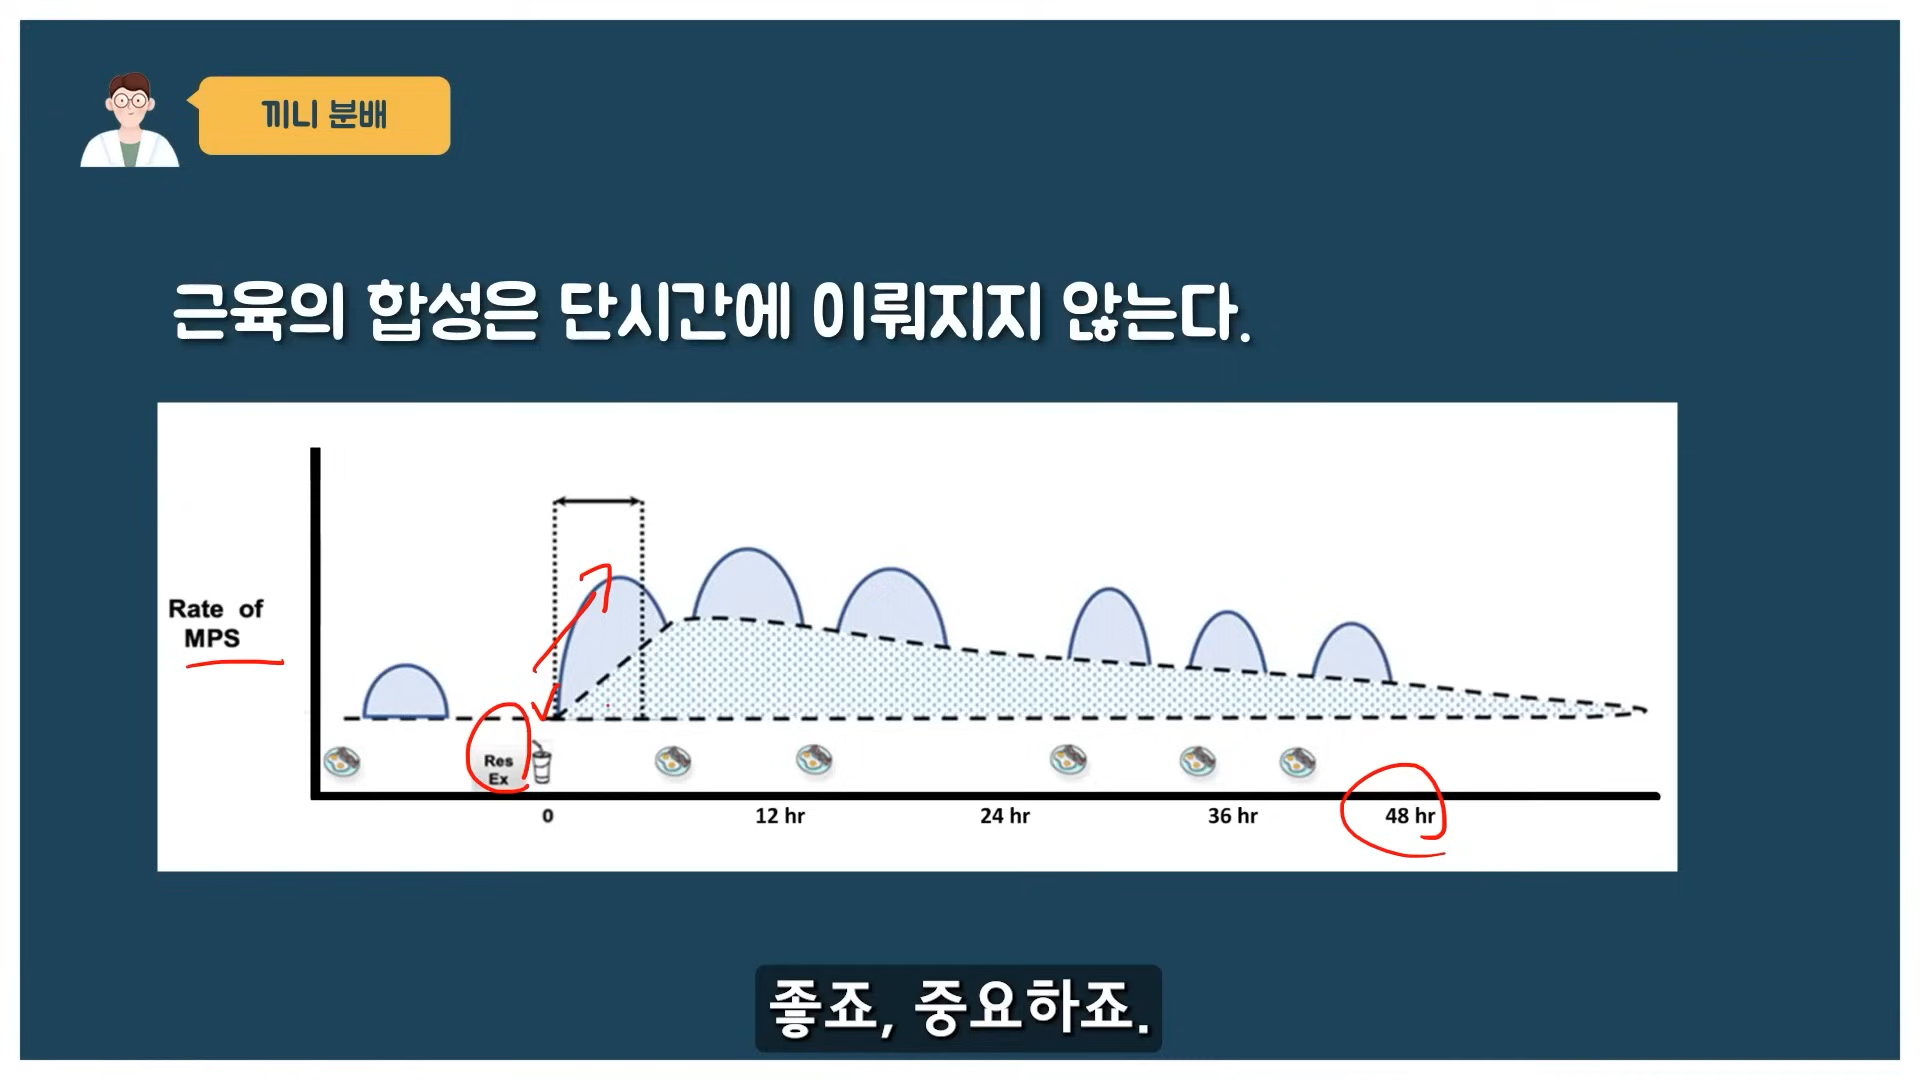 끼니 분배
근육의 합성은 단시간에 이뤄지지 않는다.
Rate of
MPS
Res
Ex
0
12 hr
24 hr
36 hr
48 hr
좋죠, 중요하죠.